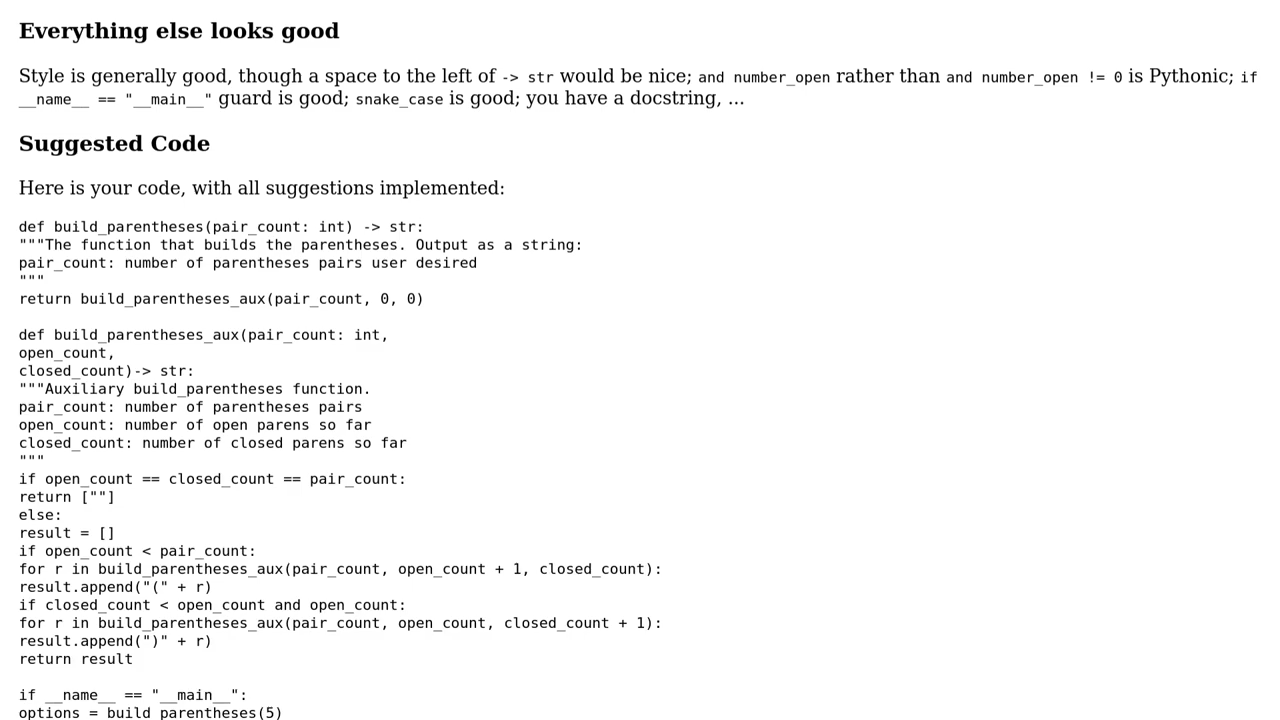 Everything else looks good
Style is generally good, though a space to the left of -> str would be nice; and number_open rather than and number_open != 0 is Pythonic; if
__name__ == "__main__" guard is good; snake_case is good; you have a docstring, ...
Suggested Code
Here is your code, with all suggestions implemented:
def build_parentheses(pair_count: int) -> str:
"""The function that builds the parentheses. Output as a string:
pair_count: number of parentheses pairs user desired
"""
return build_parentheses_aux(pair_count, 0, 0)
def build_parentheses_aux(pair_count: int,
open_count,
closed_count)-> str:
"""Auxiliary build_parentheses function.
pair_count: number of parentheses pairs
open_count: number of open parens so far
closed_count: number of closed parens so far
"""
if open_count == closed_count == pair_count:
return [""]
else:
result = []
if open_count < pair_count:
for r in build_parentheses_aux(pair_count, open_count + 1, closed_count):
result.append("(" + r)
if closed_count < open_count and open_count:
for r in build_parentheses_aux(pair_count, open_count, closed_count + 1):
result.append(")" + r)
return result
if __name__ == "__main__":
options = build_parentheses(5)